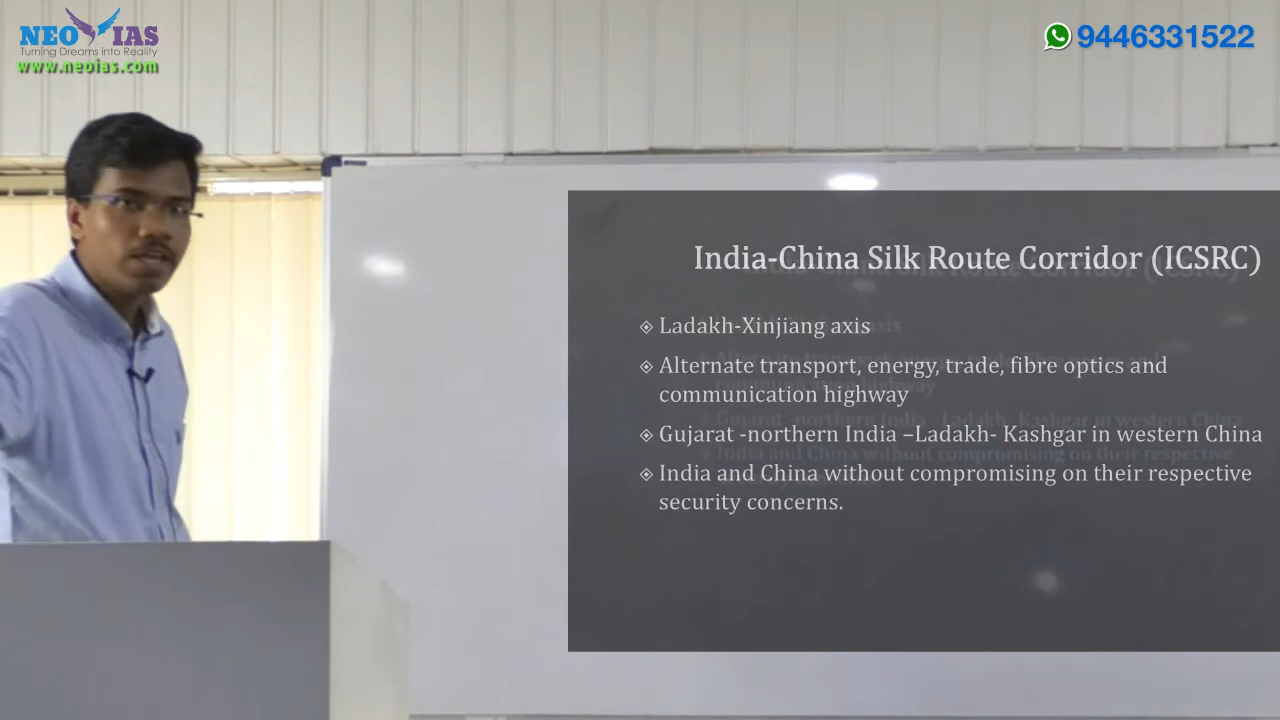 NEO IAS
Turning Dreams into Reality
www.neoias.com
9446331522
India-China Silk Route Corridor (ICSRC)
Ladakh-Xinjiang axis
Alternate transport, energy, trade, fibre optics and
communication highway
Gujarat -northern India –Ladakh- Kashgar in western China
India and China without compromising on their respective
security concerns.